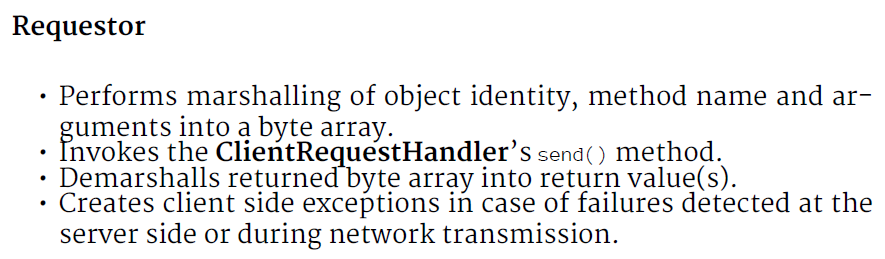 Requestor
• Performs marshalling of object identity, method name and ar-
guments into a byte array.
• Invokes the ClientRequestHandler's send() method.
• Demarshalls returned byte array into return value(s).
• Creates client side exceptions in case of failures detected at the
server side or during network transmission.